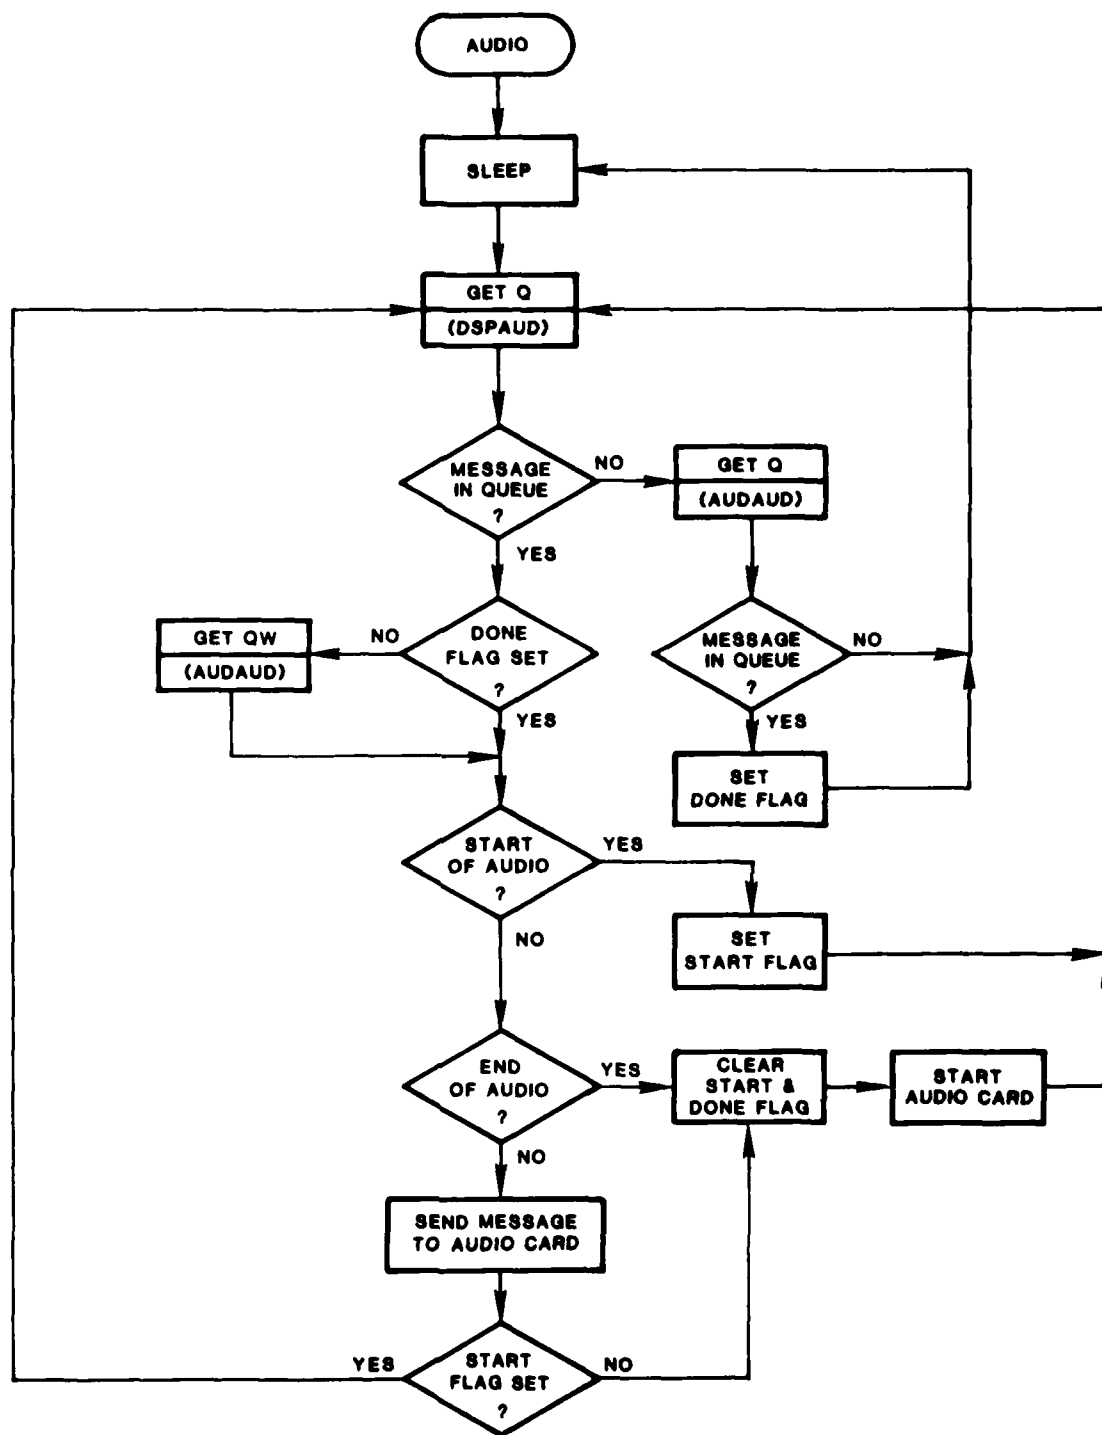 AUDIO
SLEEP
GET Q
(DSPAUD)
MESSAGE
IN QUEUE
?
NO
GET Q
(AUDAUD)
YES
GET QW
(AUDAUD)
NO
DONE
FLAG SET
?
YES
MESSAGE
IN QUEUE
?
NO
YES
SET
DONE FLAG
START
OF AUDIO
?
YES
NO
SET
START FLAG
END
OF AUDIO
?
YES
NO
CLEAR
START &
DONE FLAG
START
AUDIO CARD
SEND MESSAGE
TO AUDIO CARD
YES
START
FLAG SET
?
NO